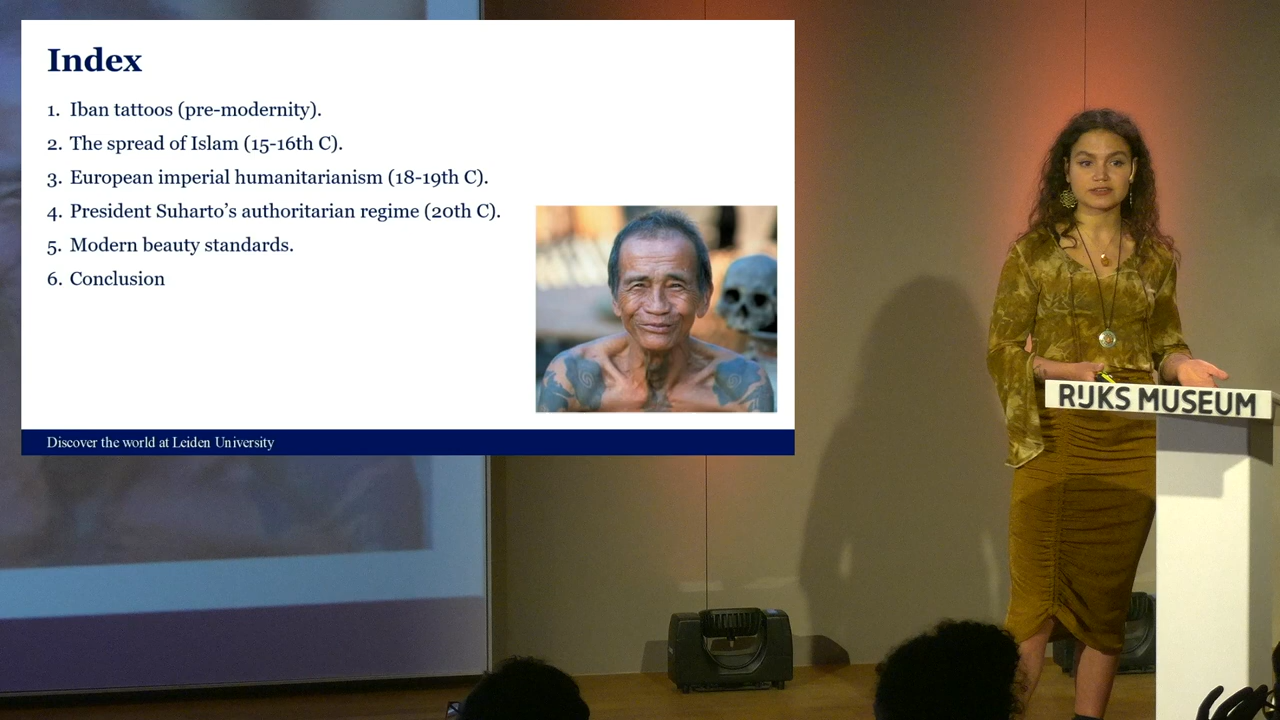 Index
1. Iban tattoos (pre-modernity).
2. The spread of Islam (15-16th C).
3. European imperial humanitarianism (18-19th C).
4. President Suharto’s authoritarian regime (20th C).
5. Modern beauty standards.
6. Conclusion
Discover the world at Leiden University
RIJKS MUSEUM